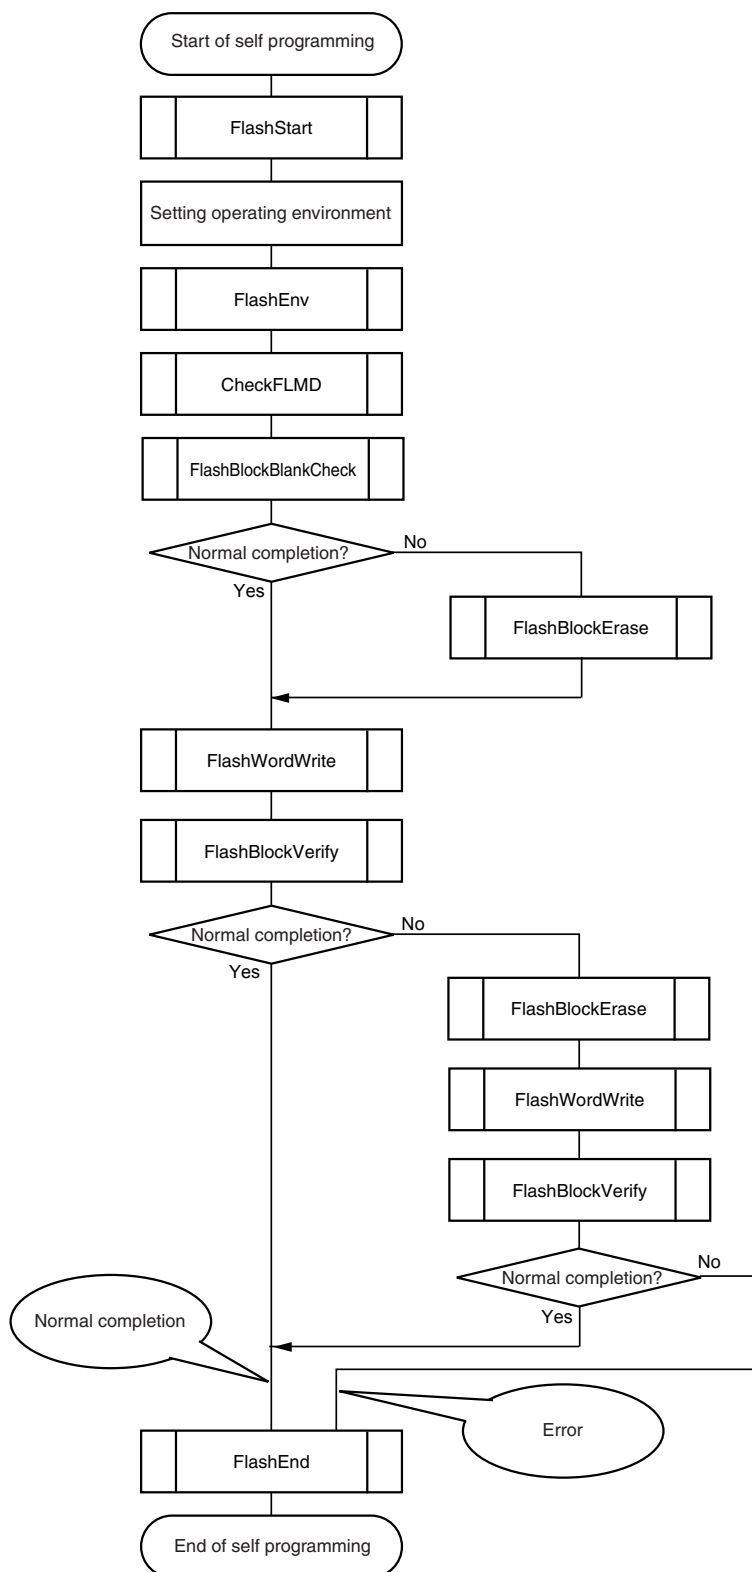 Start of self programming
FlashStart
Setting operating environment
FlashEnv
CheckFLMD
FlashBlockBlankCheck
Normal completion?
No
Yes
FlashBlockErase
FlashWordWrite
FlashBlockVerify
Normal completion?
No
Yes
FlashBlockErase
FlashWordWrite
FlashBlockVerify
Normal completion?
No
Yes
Normal completion
Error
FlashEnd
End of self programming